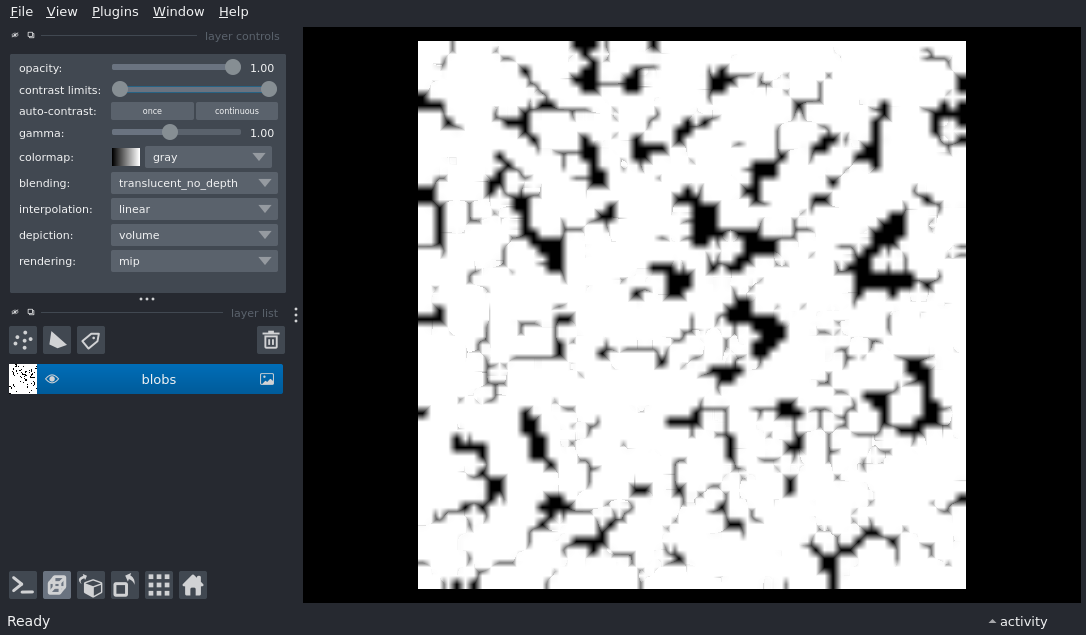 File View Plugins Window Help
layer controls
opacity: 1.00
contrast limits:
auto-contrast: once continuous
gamma: 1.00
colormap: gray
blending: translucent_no_depth
interpolation: linear
depiction: volume
rendering: mip
layer list
blobs
Ready activity